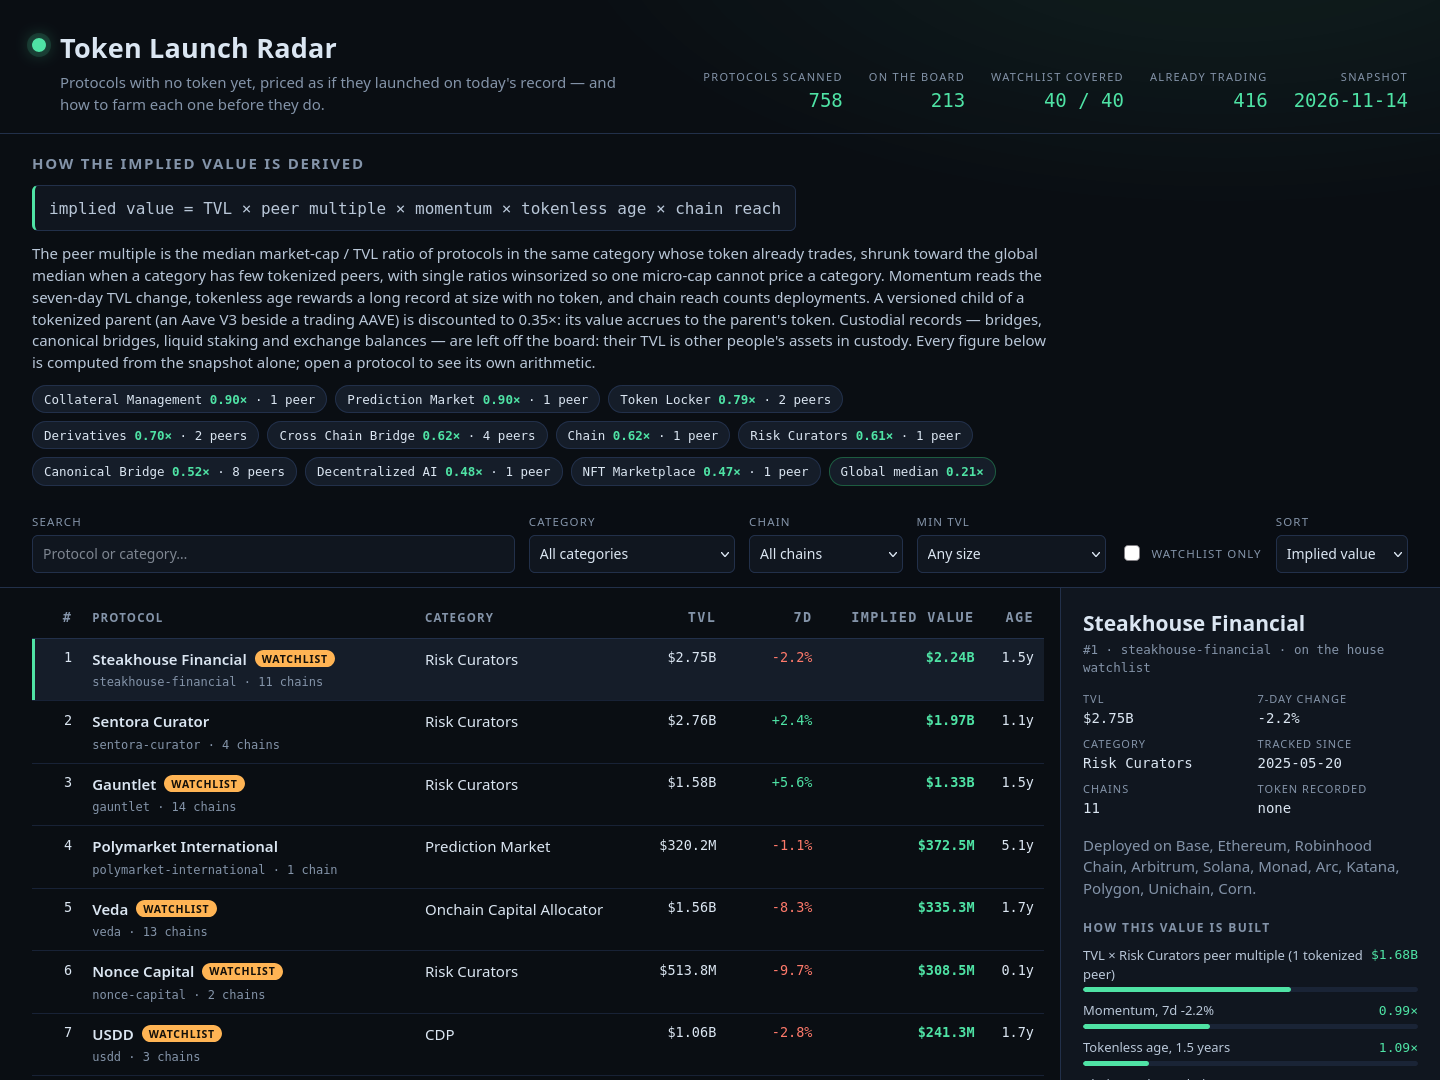 Token Launch Radar
Protocols with no token yet, priced as if they launched on today's record — and
how to farm each one before they do.
PROTOCOLS SCANNED
758
ON THE BOARD
213
WATCHLIST COVERED
40 / 40
ALREADY TRADING
416
SNAPSHOT
2026-11-14
HOW THE IMPLIED VALUE IS DERIVED
implied value = TVL × peer multiple × momentum × tokenless age × chain reach
The peer multiple is the median market-cap / TVL ratio of protocols in the same category whose token already trades, shrunk toward the global
median when a category has few tokenized peers, with single ratios winsorized so one micro-cap cannot price a category. Momentum reads the
seven-day TVL change, tokenless age rewards a long record at size with no token, and chain reach counts deployments. A versioned child of a
tokenized parent (an Aave V3 beside a trading AAVE) is discounted to 0.35×: its value accrues to the parent's token. Custodial records — bridges,
canonical bridges, liquid staking and exchange balances — are left off the board: their TVL is other people's assets in custody. Every figure below
is computed from the snapshot alone; open a protocol to see its own arithmetic.
Collateral Management 0.90× · 1 peer
Prediction Market 0.90× · 1 peer
Token Locker 0.79× · 2 peers
Derivatives 0.70× · 2 peers
Cross Chain Bridge 0.62× · 4 peers
Chain 0.62× · 1 peer
Risk Curators 0.61× · 1 peer
Canonical Bridge 0.52× · 8 peers
Decentralized AI 0.48× · 1 peer
NFT Marketplace 0.47× · 1 peer
Global median 0.21×
SEARCH
Protocol or category...
CATEGORY
All categories
CHAIN
All chains
MIN TVL
Any size
WATCHLIST ONLY
SORT
Implied value
# PROTOCOL CATEGORY TVL 7D IMPLIED VALUE AGE
1 Steakhouse Financial WATCHLIST Risk Curators $2.75B -2.2% $2.24B 1.5y
steakhouse-financial · 11 chains
2 Sentora Curator Risk Curators $2.76B +2.4% $1.97B 1.1y
sentora-curator · 4 chains
3 Gauntlet WATCHLIST Risk Curators $1.58B +5.6% $1.33B 1.5y
gauntlet · 14 chains
4 Polymarket International Prediction Market $320.2M -1.1% $372.5M 5.1y
polymarket-international · 1 chain
5 Veda WATCHLIST Onchain Capital Allocator $1.56B -8.3% $335.3M 1.7y
veda · 13 chains
6 Nonce Capital WATCHLIST Risk Curators $513.8M -9.7% $308.5M 0.1y
nonce-capital · 2 chains
7 USDD WATCHLIST CDP $1.06B -2.8% $241.3M 1.7y
usdd · 3 chains
Steakhouse Financial
#1 · steakhouse-financial · on the house
watchlist
TVL
$2.75B
7-DAY CHANGE
-2.2%
CATEGORY
Risk Curators
TRACKED SINCE
2025-05-20
CHAINS
11
TOKEN RECORDED
none
Deployed on Base, Ethereum, Robinhood
Chain, Arbitrum, Solana, Monad, Arc, Katana,
Polygon, Unichain, Corn.
HOW THIS VALUE IS BUILT
TVL × Risk Curators peer multiple (1 tokenized $1.68B
peer)
Momentum, 7d -2.2% 0.99×
Tokenless age, 1.5 years 1.09×